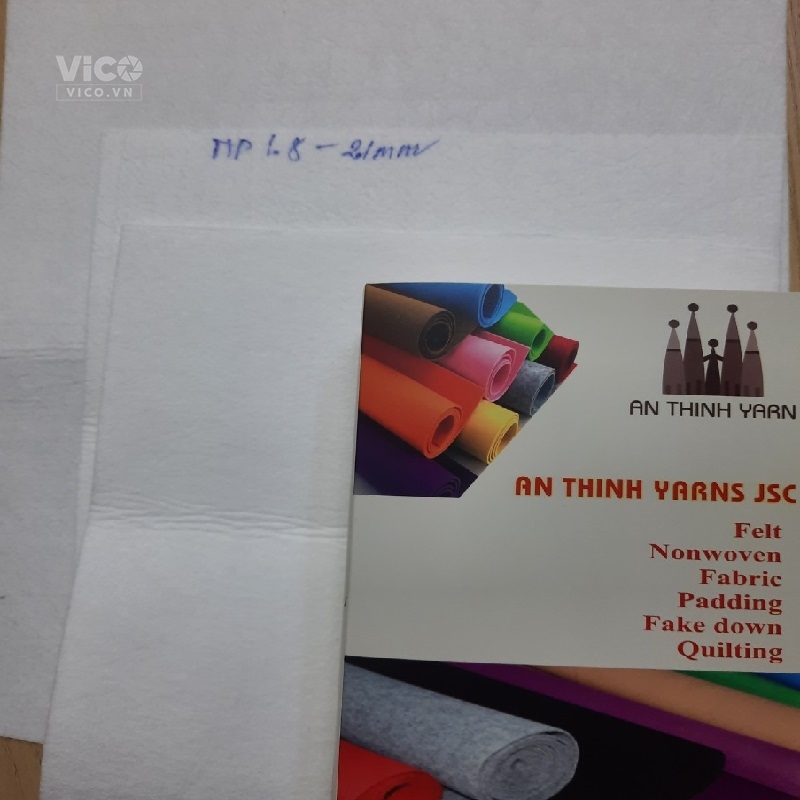 ViCO
VICO.VN
AN THINH YARN
AN THINH YARNS JSC
Felt
Nonwoven
Fabric
Padding
Fake down
Quilting